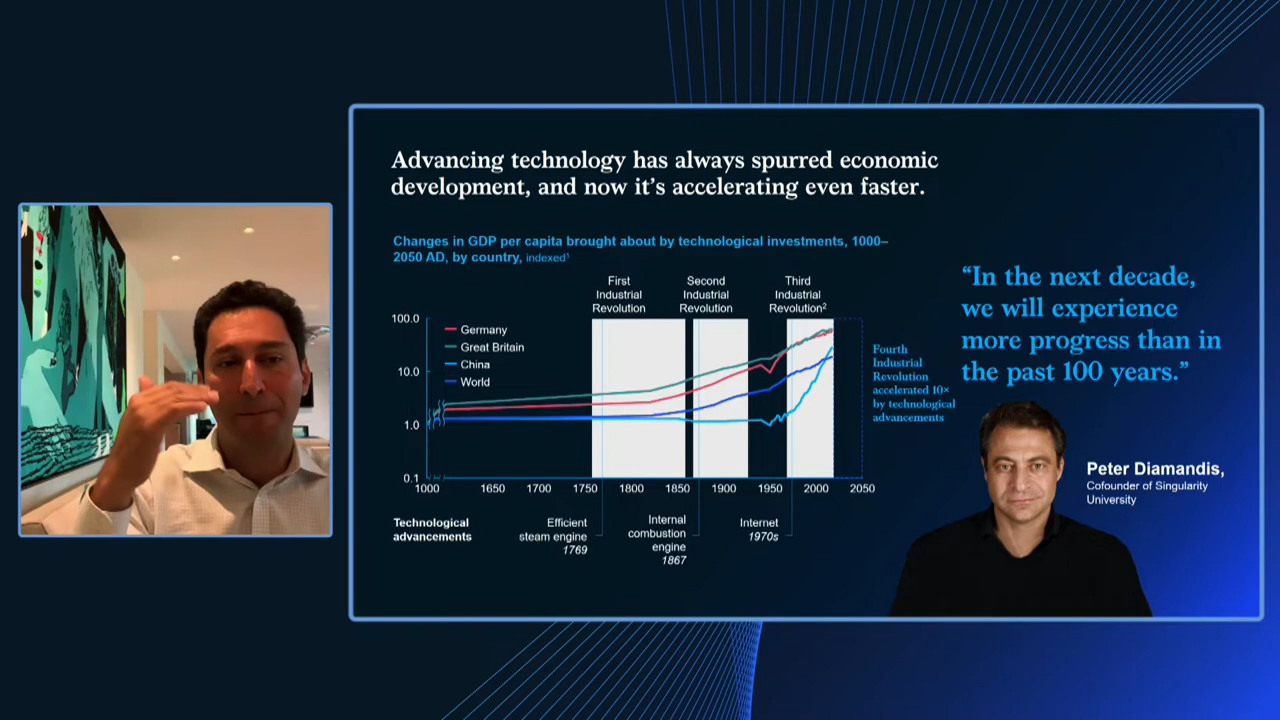 Advancing technology has always spurred economic
development, and now it's accelerating even faster.
Changes in GDP per capita brought about by technological investments, 1000–
2050 AD, by country, indexed¹
First
Industrial
Revolution
Second
Industrial
Revolution
Third
Industrial
Revolution²
100.0
10.0
1.0
0.1
Germany
Great Britain
China
World
1000
1650
1700
1750
1800
1850
1900
1950
2000
2050
Fourth
Industrial
Revolution
accelerated 10×
by technological
advancements
Technological
advancements
Efficient
steam engine
1769
Internal
combustion
engine
1867
Internet
1970s
“In the next decade,
we will experience
more progress than in
the past 100 years.”
Peter Diamandis,
Cofounder of Singularity
University